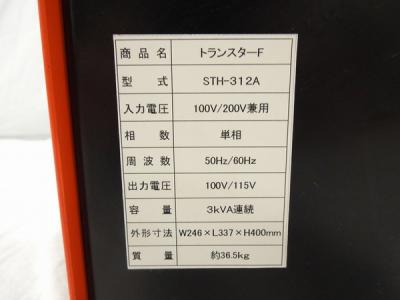 商品名 トランスターF
型式 STH-312A
入力電圧 100V/200V兼用
相数 単相
周波数 50Hz/60Hz
出力電圧 100V/115V
容量 3kVA連続
外形寸法 W246×L337×H400mm
質量 約36.5kg